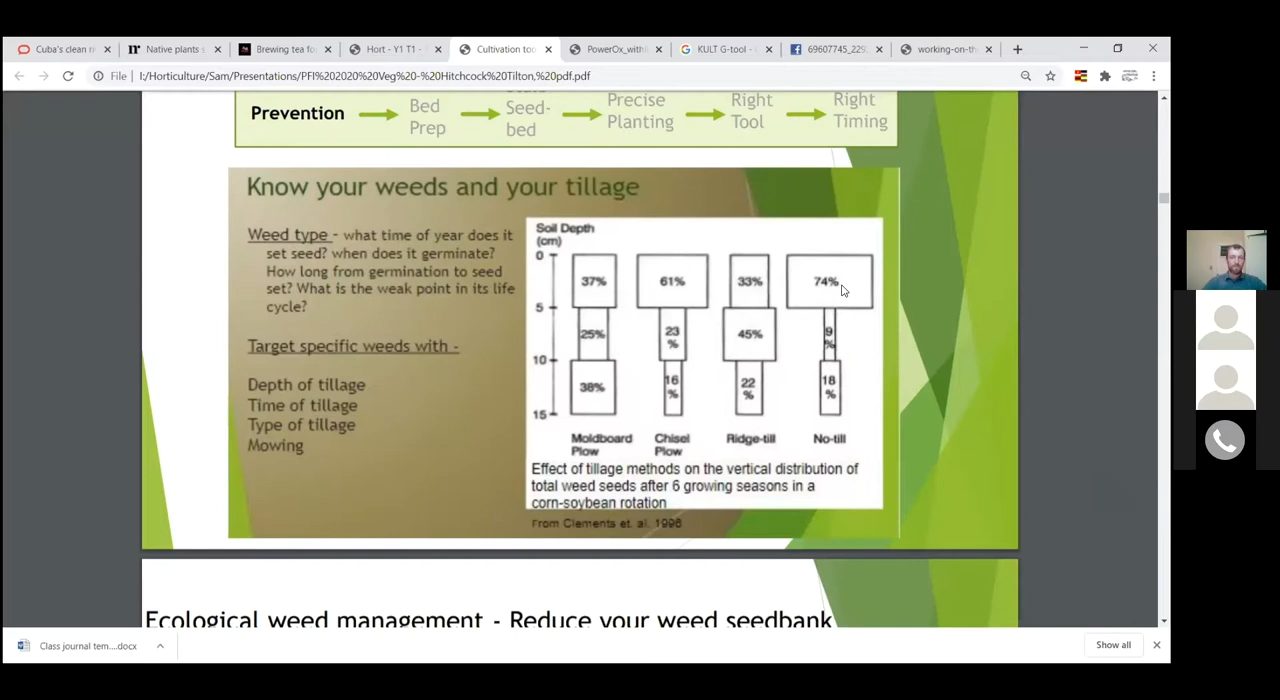 Cuba's clean r
Native plants
Brewing tea fo
Hort - Y1 T1 -
Cultivation too
PowerOx_with
KULT G-tool -
69607745_229
working-on-th
File
I:/Horticulture/Sam/Presentations/PFI%202020%20Veg%20-%20Hitchcock%20Tilton,%20pdf.pdf
Prevention
Bed
Prep
Seed-
bed
Precise
Planting
Right
Tool
Right
Timing
Know your weeds and your tillage
Weed type - what time of year does it
set seed? when does it germinate?
How long from germination to seed
set? What is the weak point in its life
cycle?
Target specific weeds with -
Depth of tillage
Time of tillage
Type of tillage
Mowing
Soil Depth
(cm)
0
5
10
15
37%
61%
33%
74%
25%
23
%
45%
9
%
38%
16
%
22
%
18
%
Moldboard
Plow
Chisel
Plow
Ridge-till
No-till
Effect of tillage methods on the vertical distribution of
total weed seeds after 6 growing seasons in a
corn-soybean rotation
From Clements et. al. 1996
Ecological weed management - Reduce your weed seedbank
Class journal tem....docx
Show all